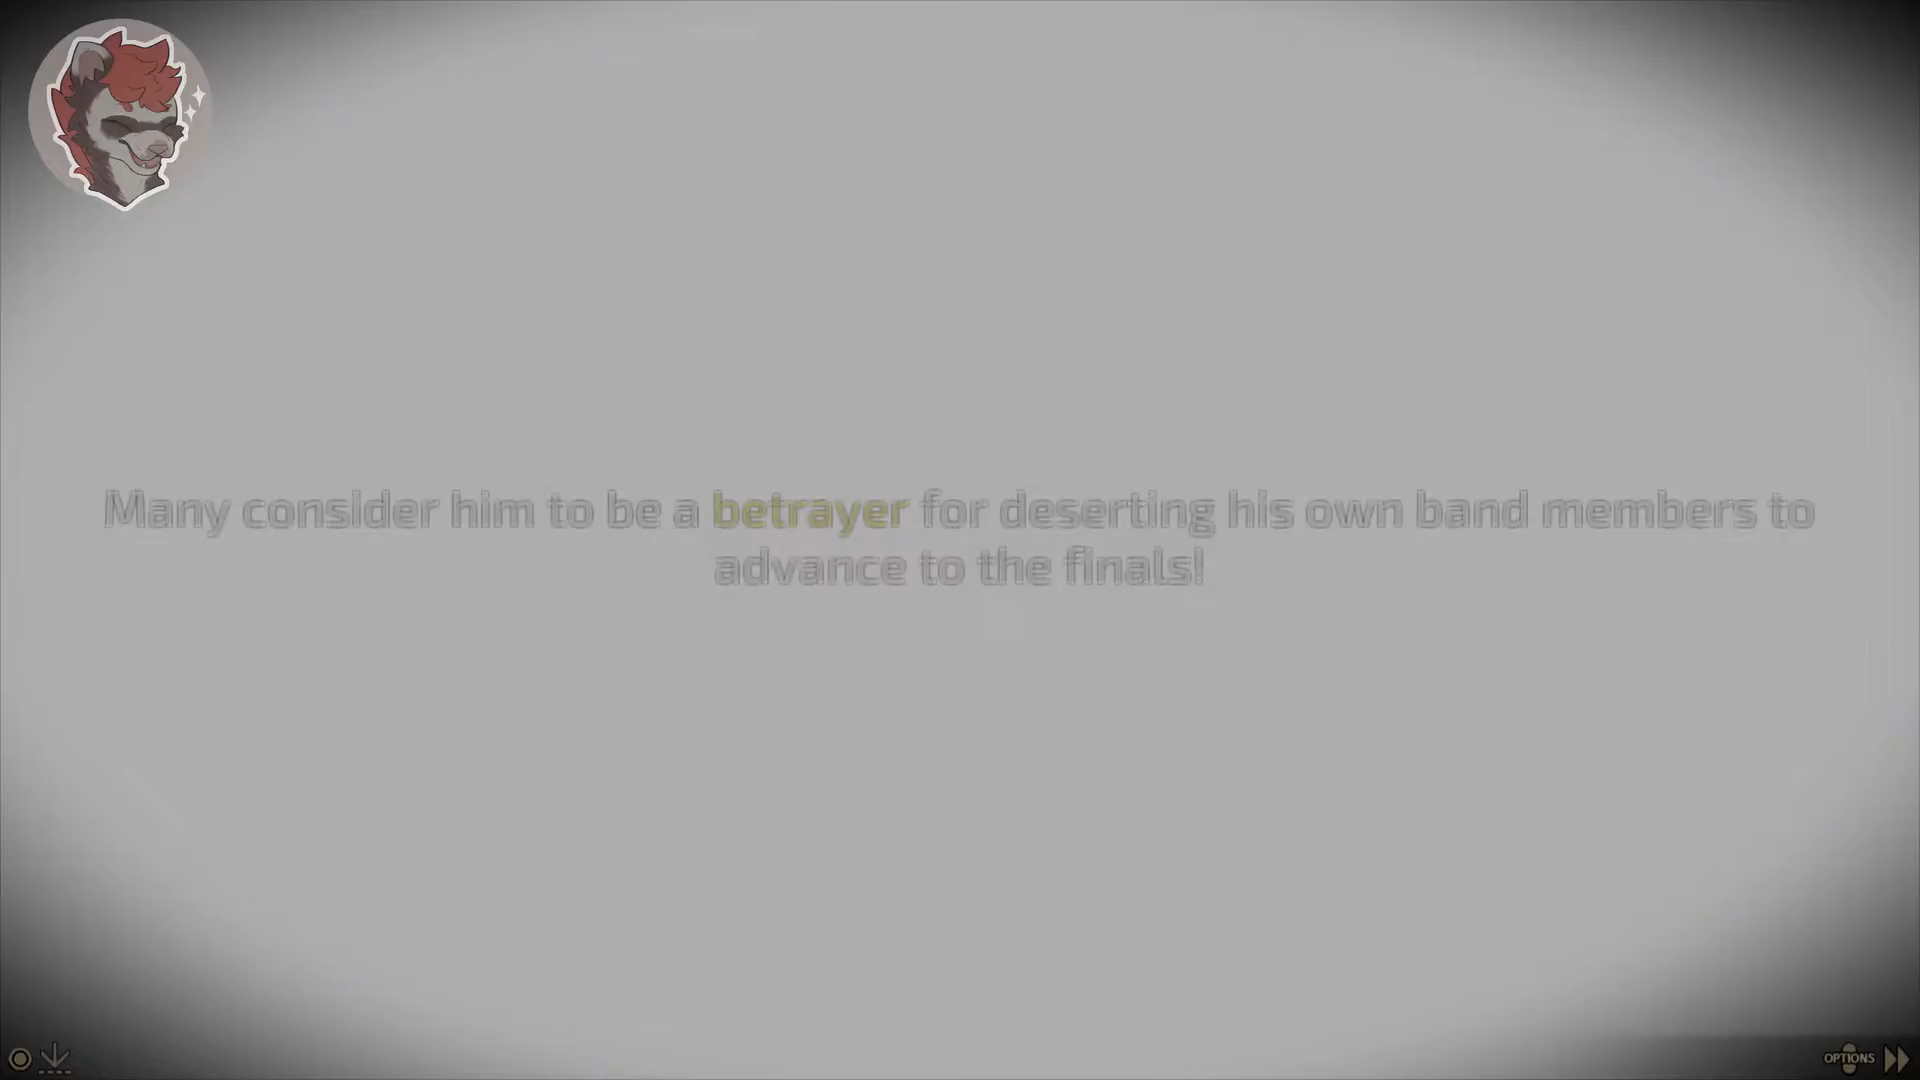 Many consider him to be a betrayer for deserting his own band members to
advance to the finals!
OPTIONS